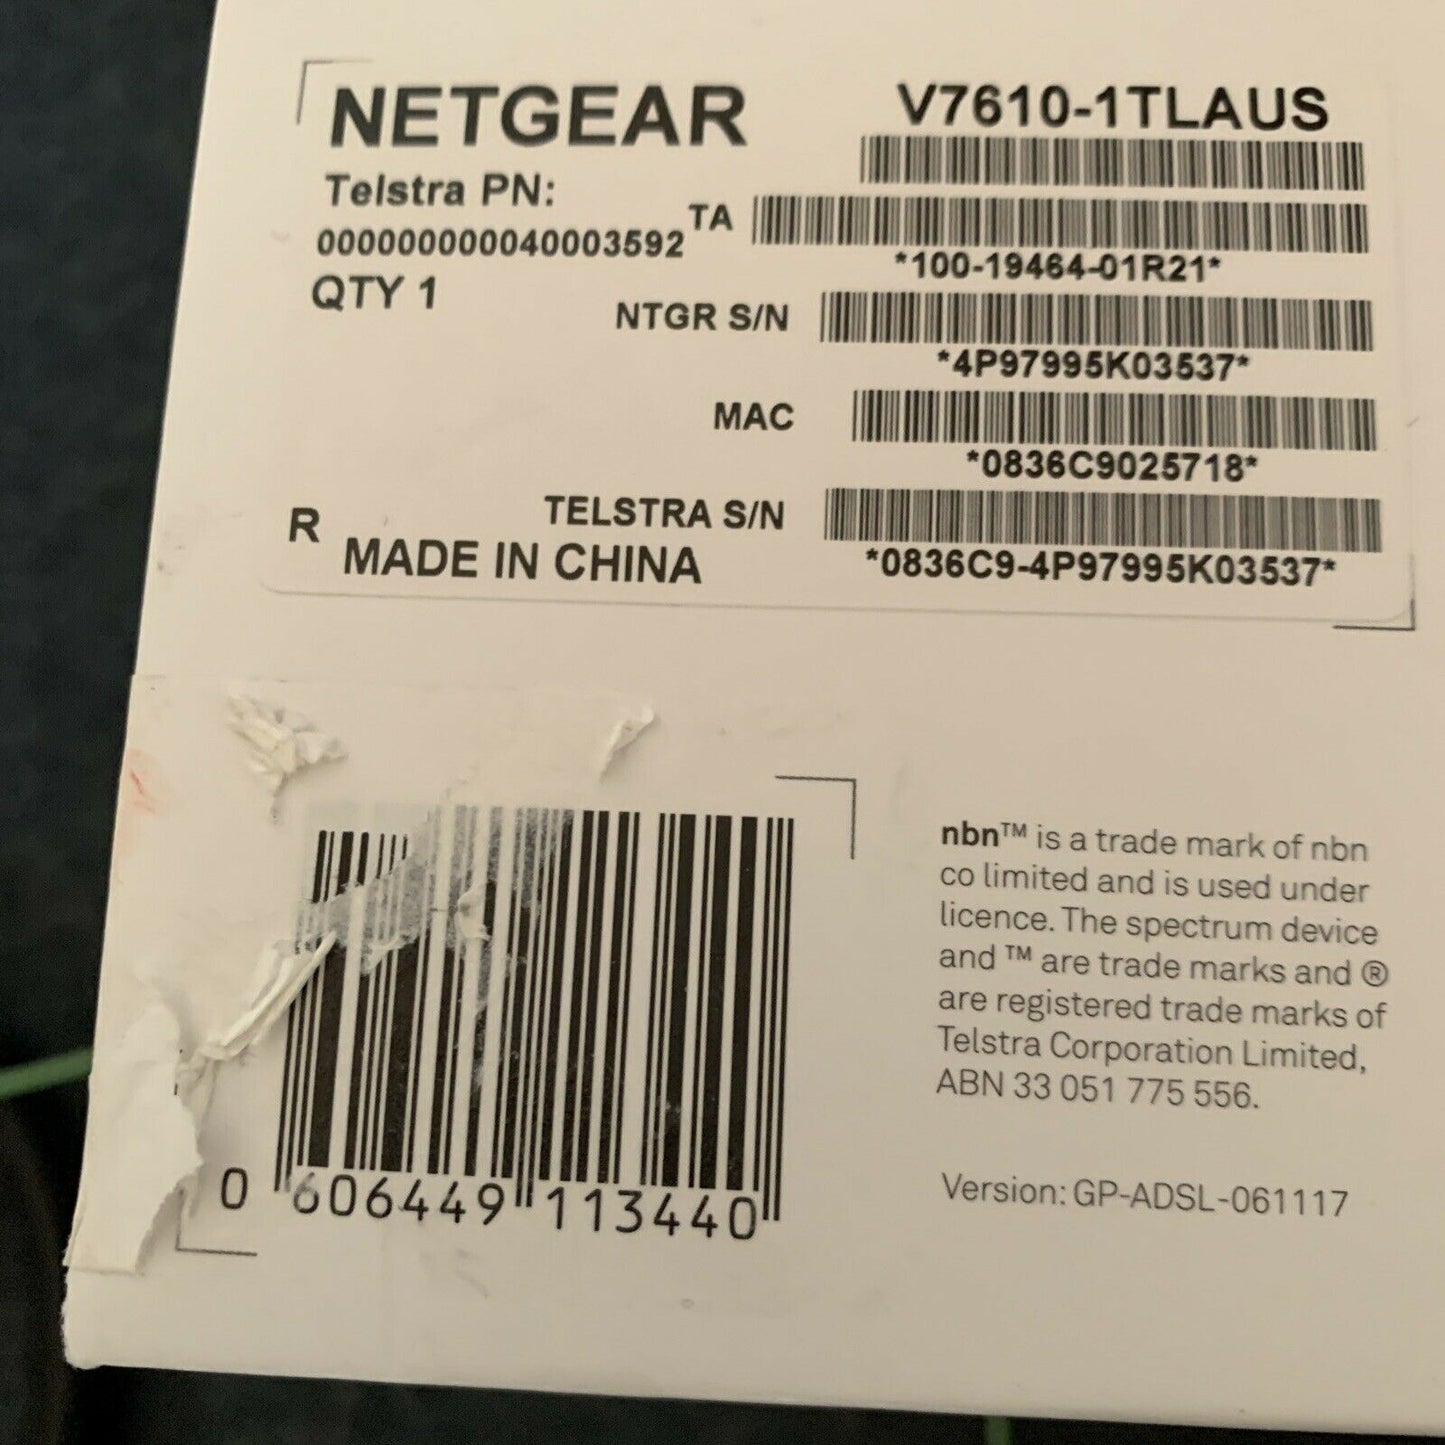 NETGEAR
V7610-1TLAUS
Telstra PN:
000000000040003592
TA
*100-19464-01R21*
QTY 1
NTGR S/N
*4P97995K03537*
MAC
*0836C9025718*
TELSTRA S/N
*0836C9-4P97995K03537*
R
MADE IN CHINA
0 606449 113440
nbn™ is a trade mark of nbn
co limited and is used under
licence. The spectrum device
and ™ are trade marks and ®
are registered trade marks of
Telstra Corporation Limited,
ABN 33 051 775 556.
Version: GP-ADSL-061117